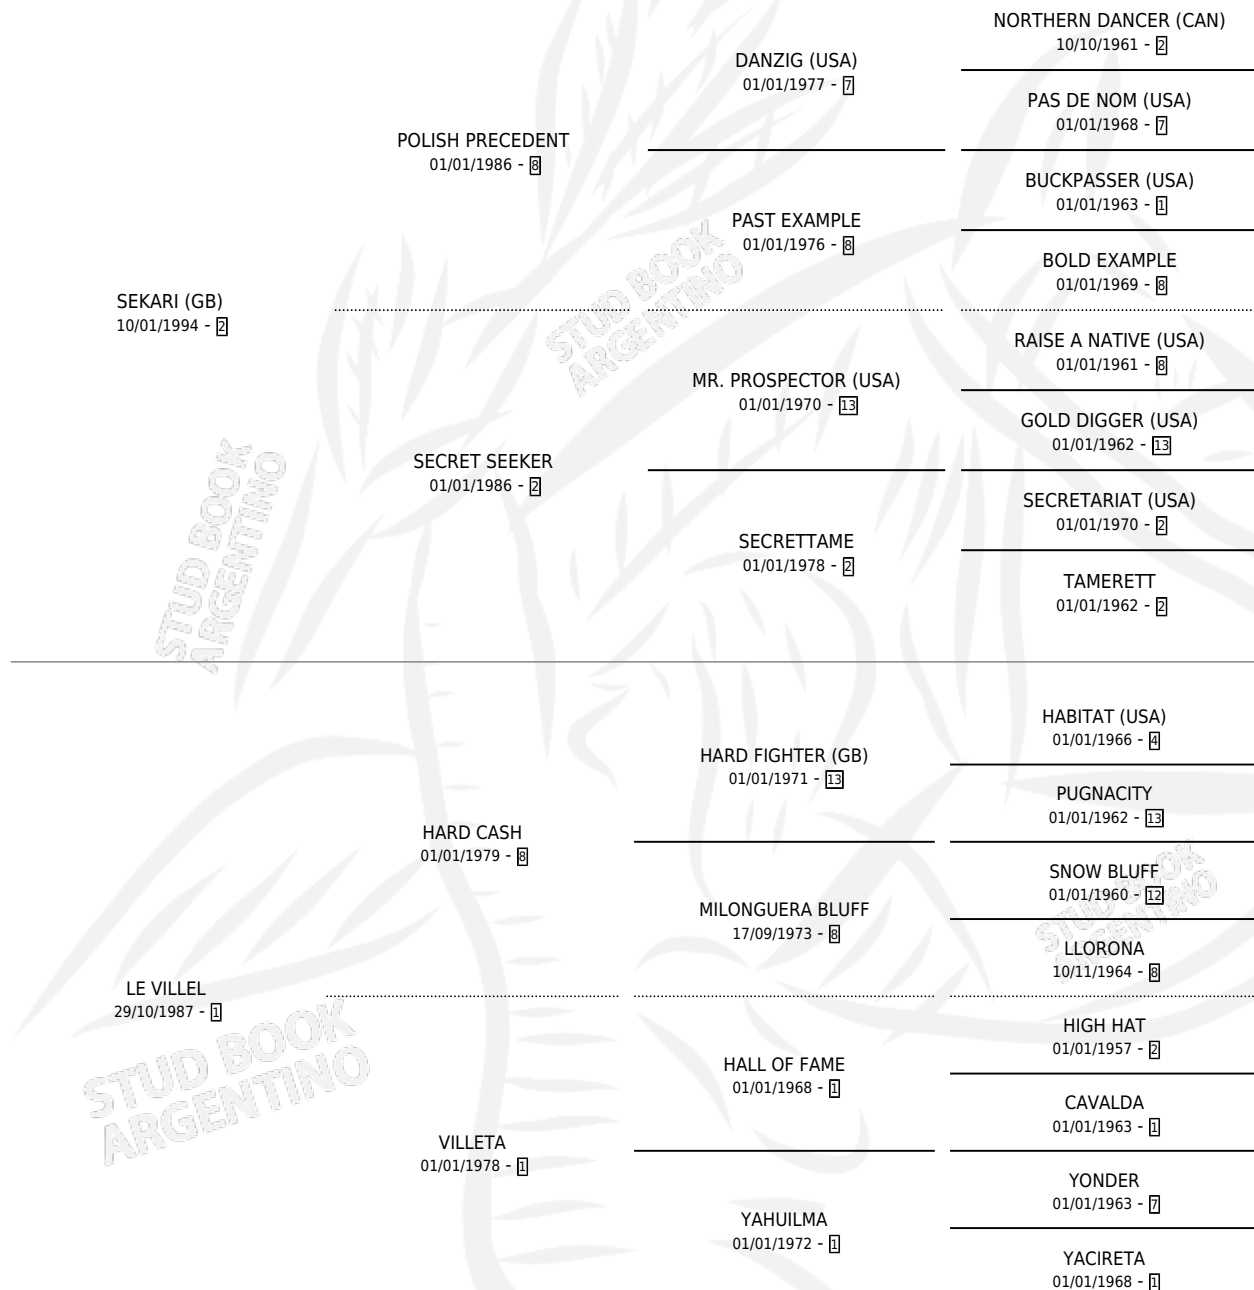 NORTHERN DANCER (CAN)
10/10/1961 - 2
DANZIG (USA)
01/01/1977 - 7
PAS DE NOM (USA)
01/01/1968 - 7
POLISH PRECEDENT
01/01/1986 - 8
BUCKPASSER (USA)
01/01/1963 - 1
PAST EXAMPLE
01/01/1976 - 8
BOLD EXAMPLE
01/01/1969 - 8
SEKARI (GB)
10/01/1994 - 2
RAISE A NATIVE (USA)
01/01/1961 - 8
MR. PROSPECTOR (USA)
01/01/1970 - 13
GOLD DIGGER (USA)
01/01/1962 - 13
SECRET SEEKER
01/01/1986 - 2
SECRETARIAT (USA)
01/01/1970 - 2
SECRETTAME
01/01/1978 - 2
TAMERETT
01/01/1962 - 2
HABITAT (USA)
01/01/1966 - 4
HARD FIGHTER (GB)
01/01/1971 - 13
PUGNACITY
01/01/1962 - 13
HARD CASH
01/01/1979 - 8
SNOW BLUFF
01/01/1960 - 12
MILONGUERA BLUFF
17/09/1973 - 8
LLORONA
10/11/1964 - 8
LE VILLEL
29/10/1987 - 1
HIGH HAT
01/01/1957 - 2
HALL OF FAME
01/01/1968 - 1
CAVALDA
01/01/1963 - 1
VILLETA
01/01/1978 - 1
YONDER
01/01/1963 - 7
YAHUILMA
01/01/1972 - 1
YACIRETA
01/01/1968 - 1
STUD BOOK
ARGENTINO
STUD BOOK
ARGENTINO
STUD BOOK
ARGENTINO
STUD BOOK
ARGENTINO